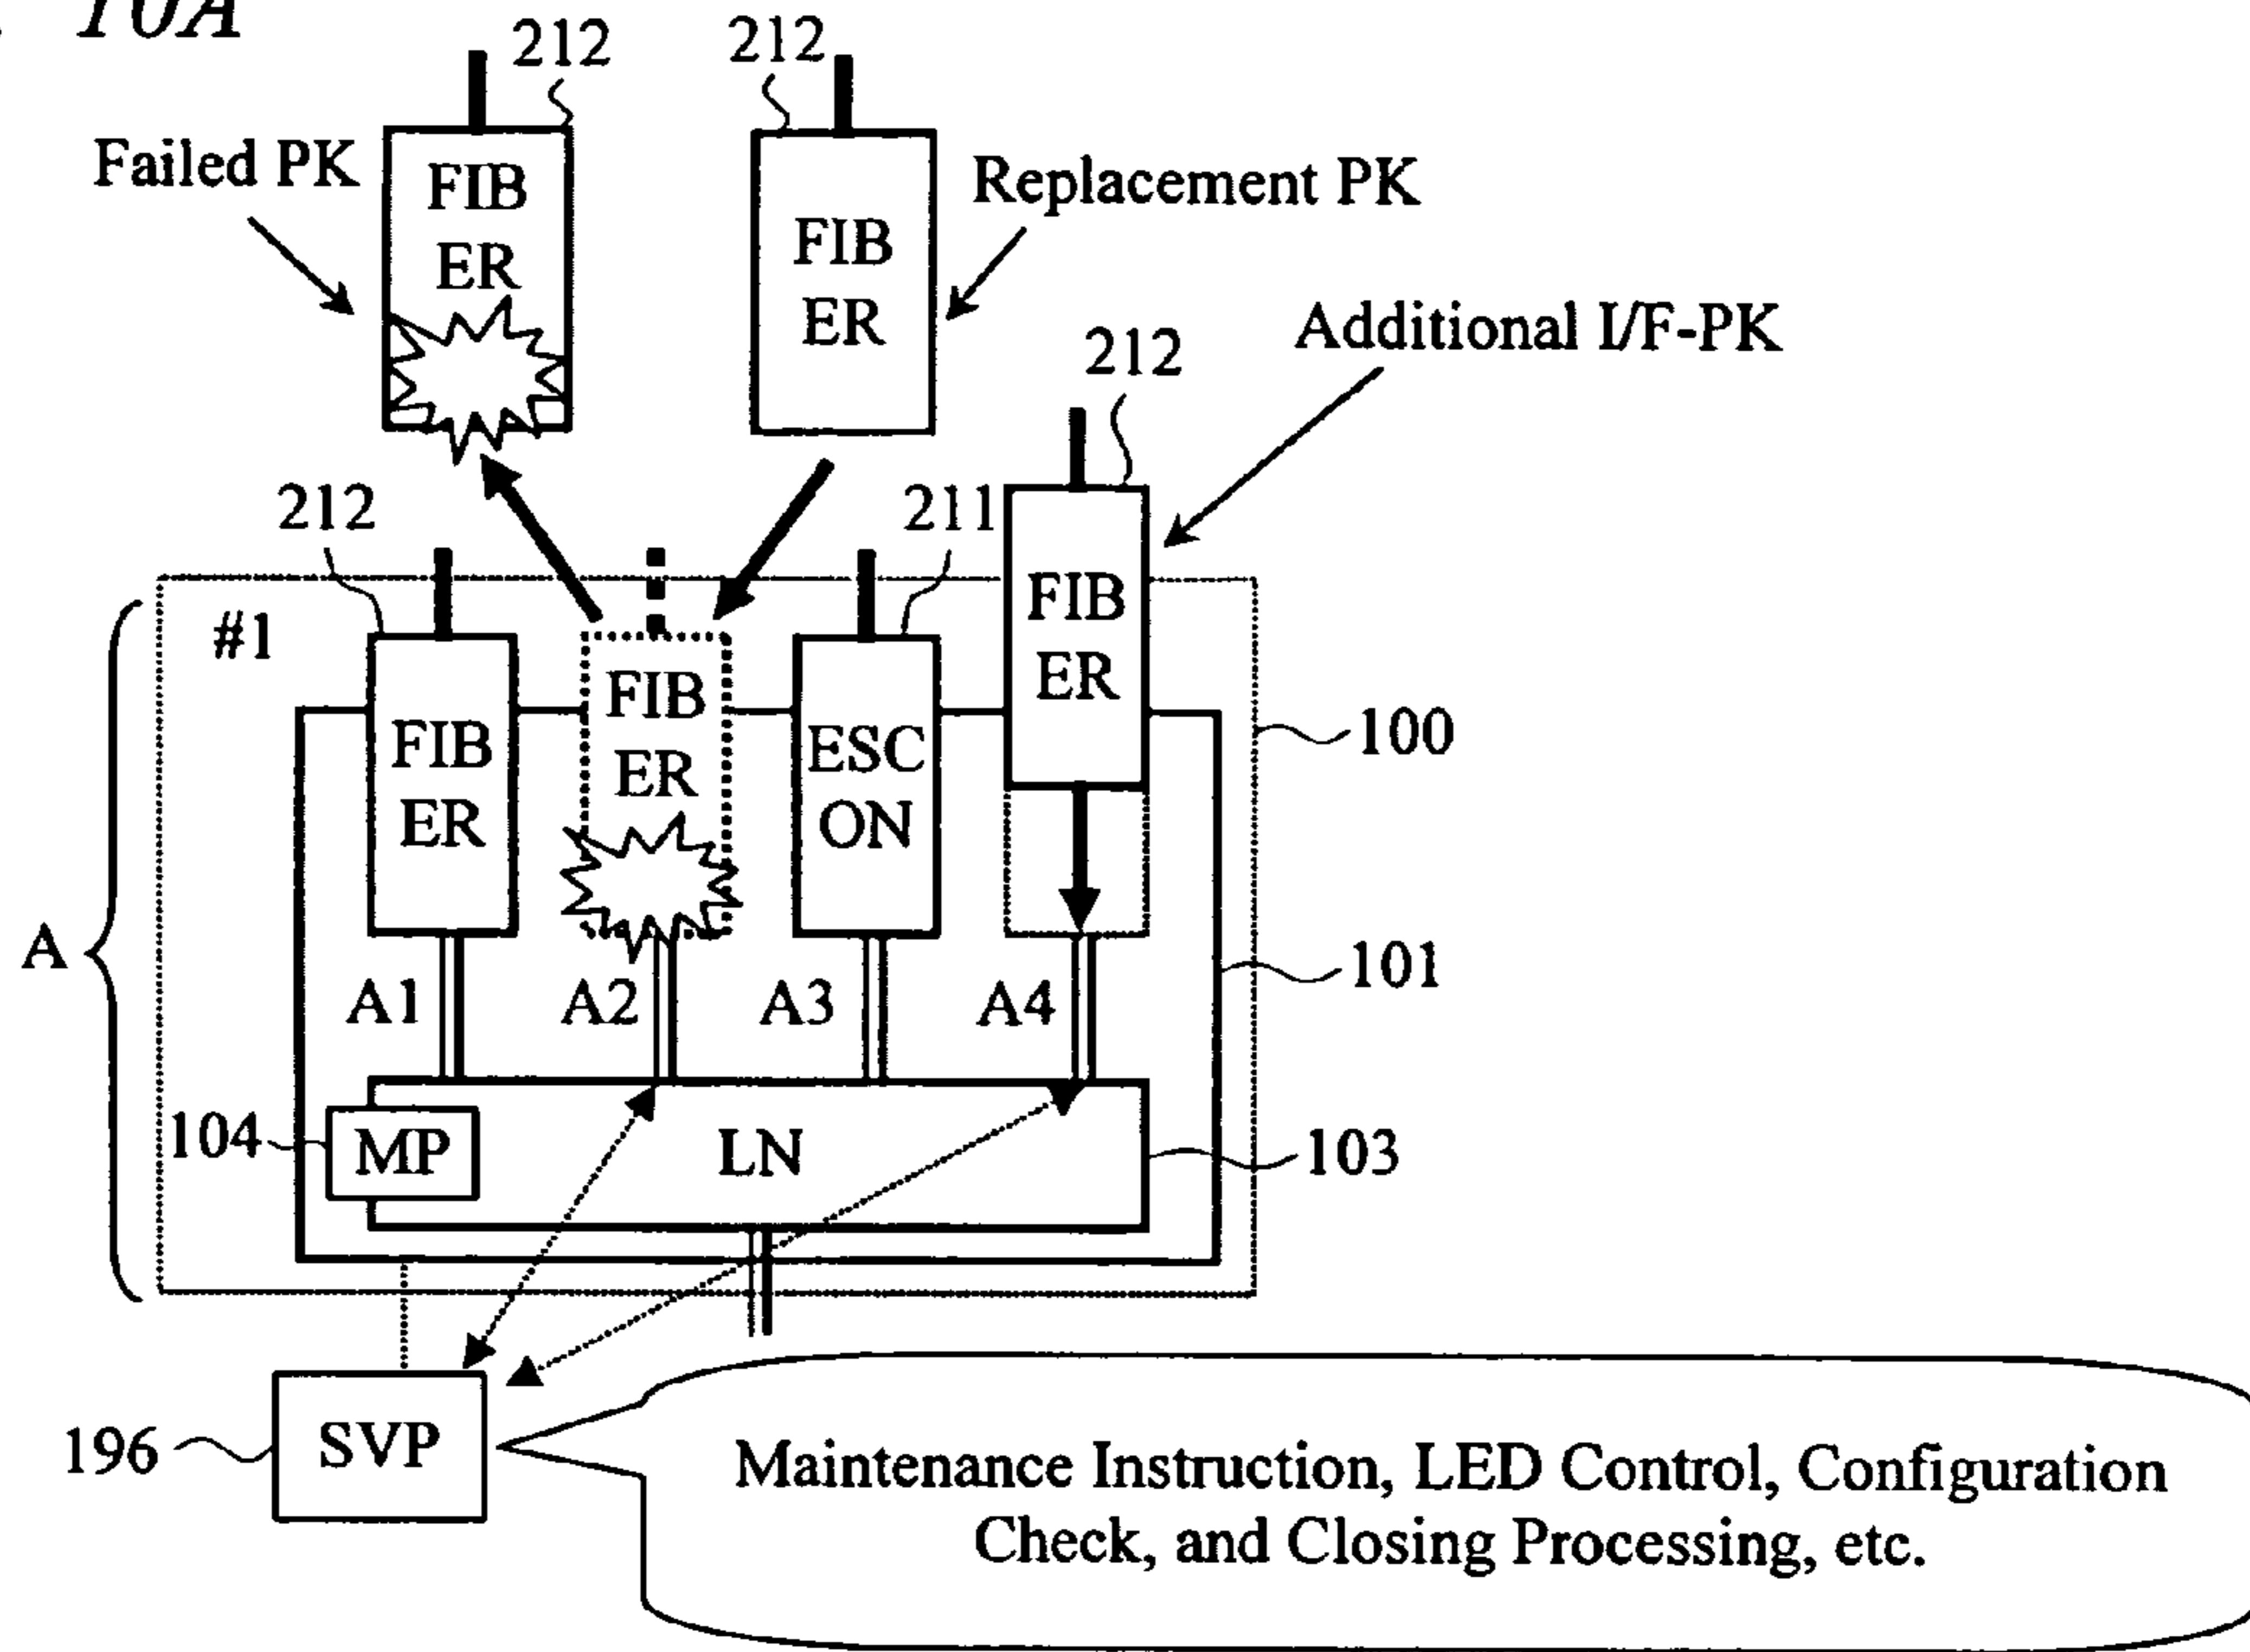 10A
212
212
Failed PK
FIB
ER
FIB
ER
Replacement PK
Additional I/F-PK
212
212
211
#1
FIB
ER
FIB
ER
ESC
ON
FIB
ER
100
A
101
A1
A2
A3
A4
104
MP
LN
103
196
SVP
Maintenance Instruction, LED Control, Configuration
Check, and Closing Processing, etc.